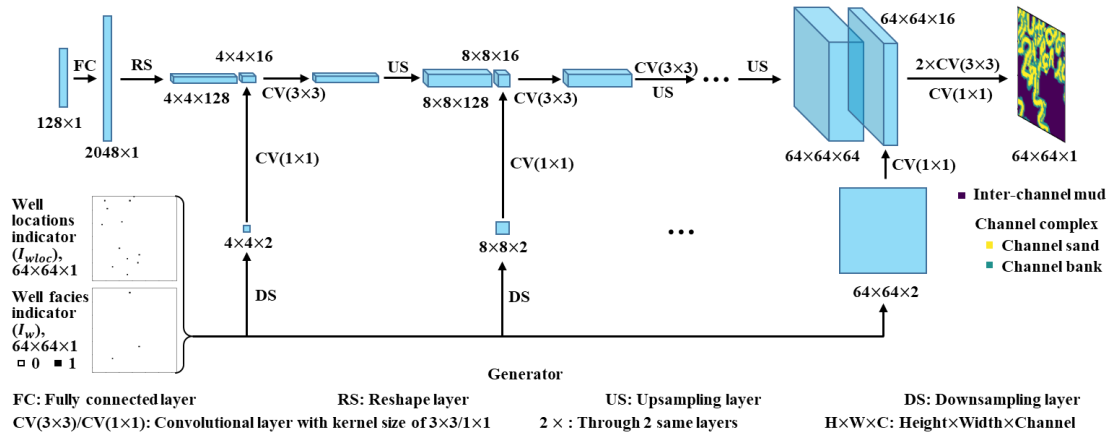 FC
RS
128×1
2048×1
4×4×16
4×4×128
CV(3×3)
US
8×8×16
8×8×128
CV(3×3)
CV(3×3)
US
US
64×64×16
64×64×64
2×CV(3×3)
CV(1×1)
64×64×1
CV(1×1)
CV(1×1)
CV(1×1)
Well
locations
indicator
(I_wloc),
64×64×1
4×4×2
8×8×2
64×64×2
Inter-channel mud
Channel complex
Channel sand
Channel bank
Well facies
indicator
(I_w),
64×64×1
0 1
DS
DS
Generator
FC: Fully connected layer RS: Reshape layer US: Upsampling layer DS: Downsampling layer
CV(3×3)/CV(1×1): Convolutional layer with kernel size of 3×3/1×1 2 × : Through 2 same layers H×W×C: Height×Width×Channel